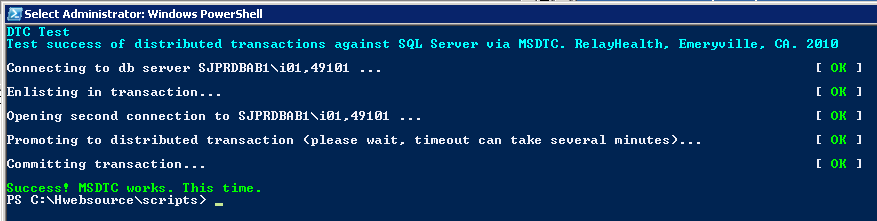 Select Administrator: Windows PowerShell
DTC Test
Test success of distributed transactions against SQL Server via MSDTC. RelayHealth, Emeryville, CA. 2010
Connecting to db server SJPRDBAB1\i01,49101 ... [ OK ]
Enlisting in transaction... [ OK ]
Opening second connection to SJPRDBAB1\i01,49101 ... [ OK ]
Promoting to distributed transaction (please wait, timeout can take several minutes)... [ OK ]
Committing transaction... [ OK ]
Success! MSDTC works. This time.
PS C:\Hwebsource\scripts> _